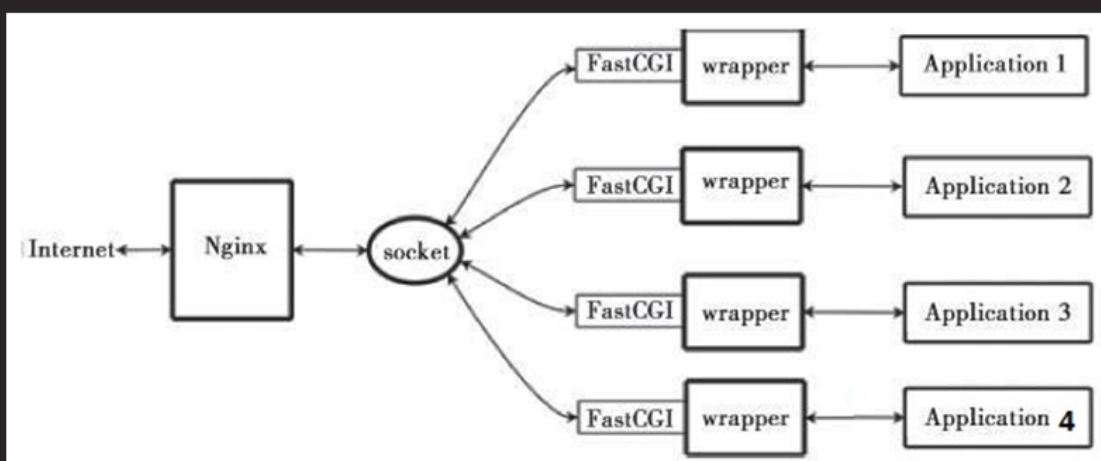 FastCGI wrapper Application 1
FastCGI wrapper Application 2
Internet Nginx socket
FastCGI wrapper Application 3
FastCGI wrapper Application 4